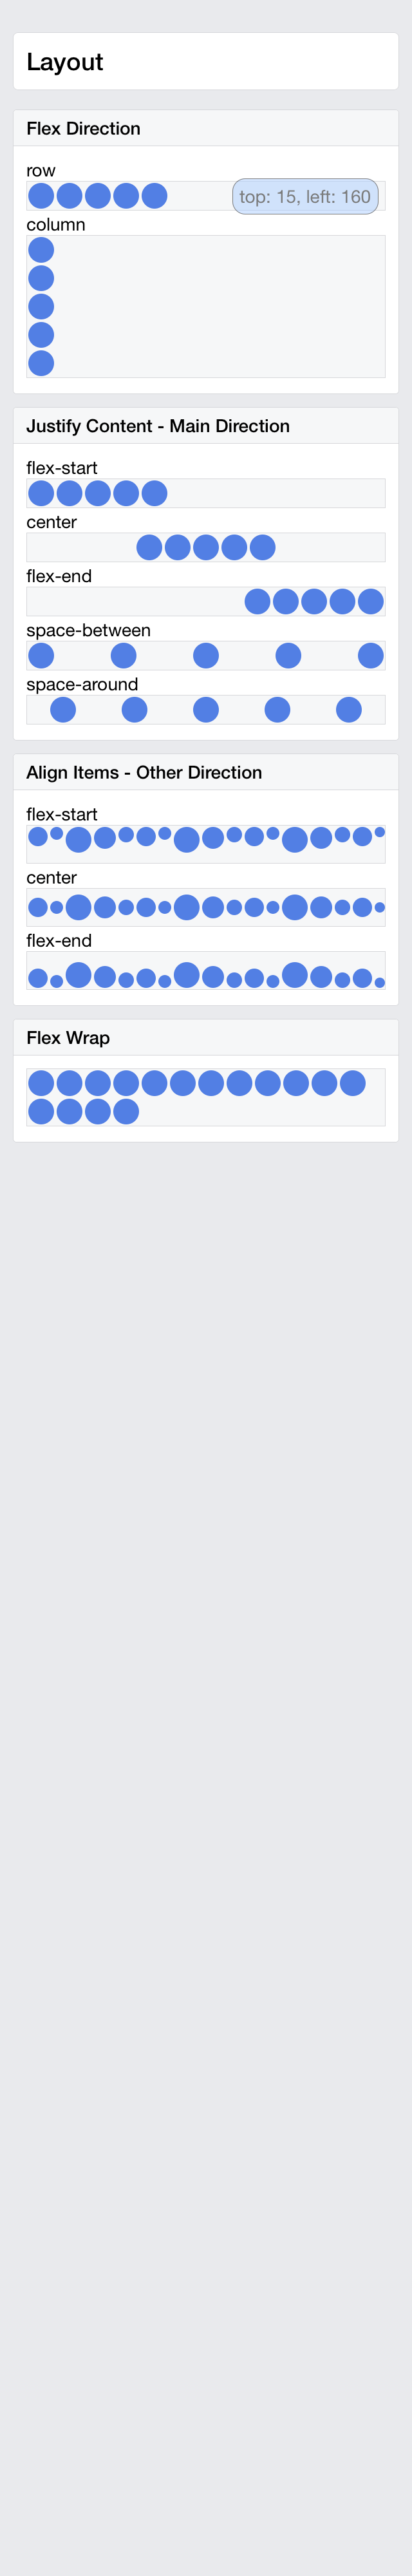 Layout
Flex Direction
row
top: 15, left: 160
column
Justify Content - Main Direction
flex-start
center
flex-end
space-between
space-around
Align Items - Other Direction
flex-start
center
flex-end
Flex Wrap